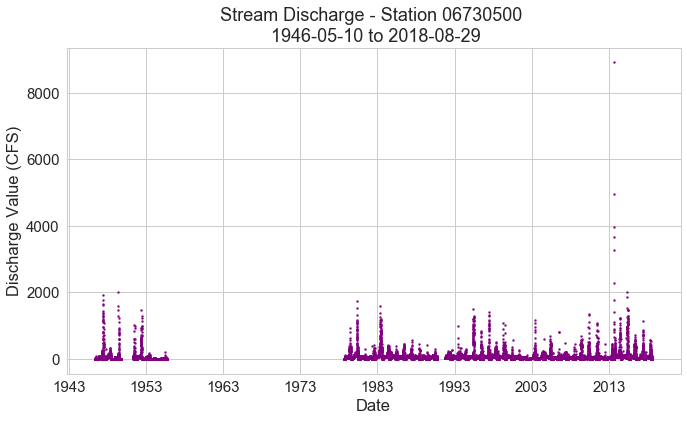 Stream Discharge - Station 06730500
1946-05-10 to 2018-08-29
Discharge Value (CFS)
8000
6000
4000
2000
0
1943 1953 1963 1973 1983 1993 2003 2013
Date